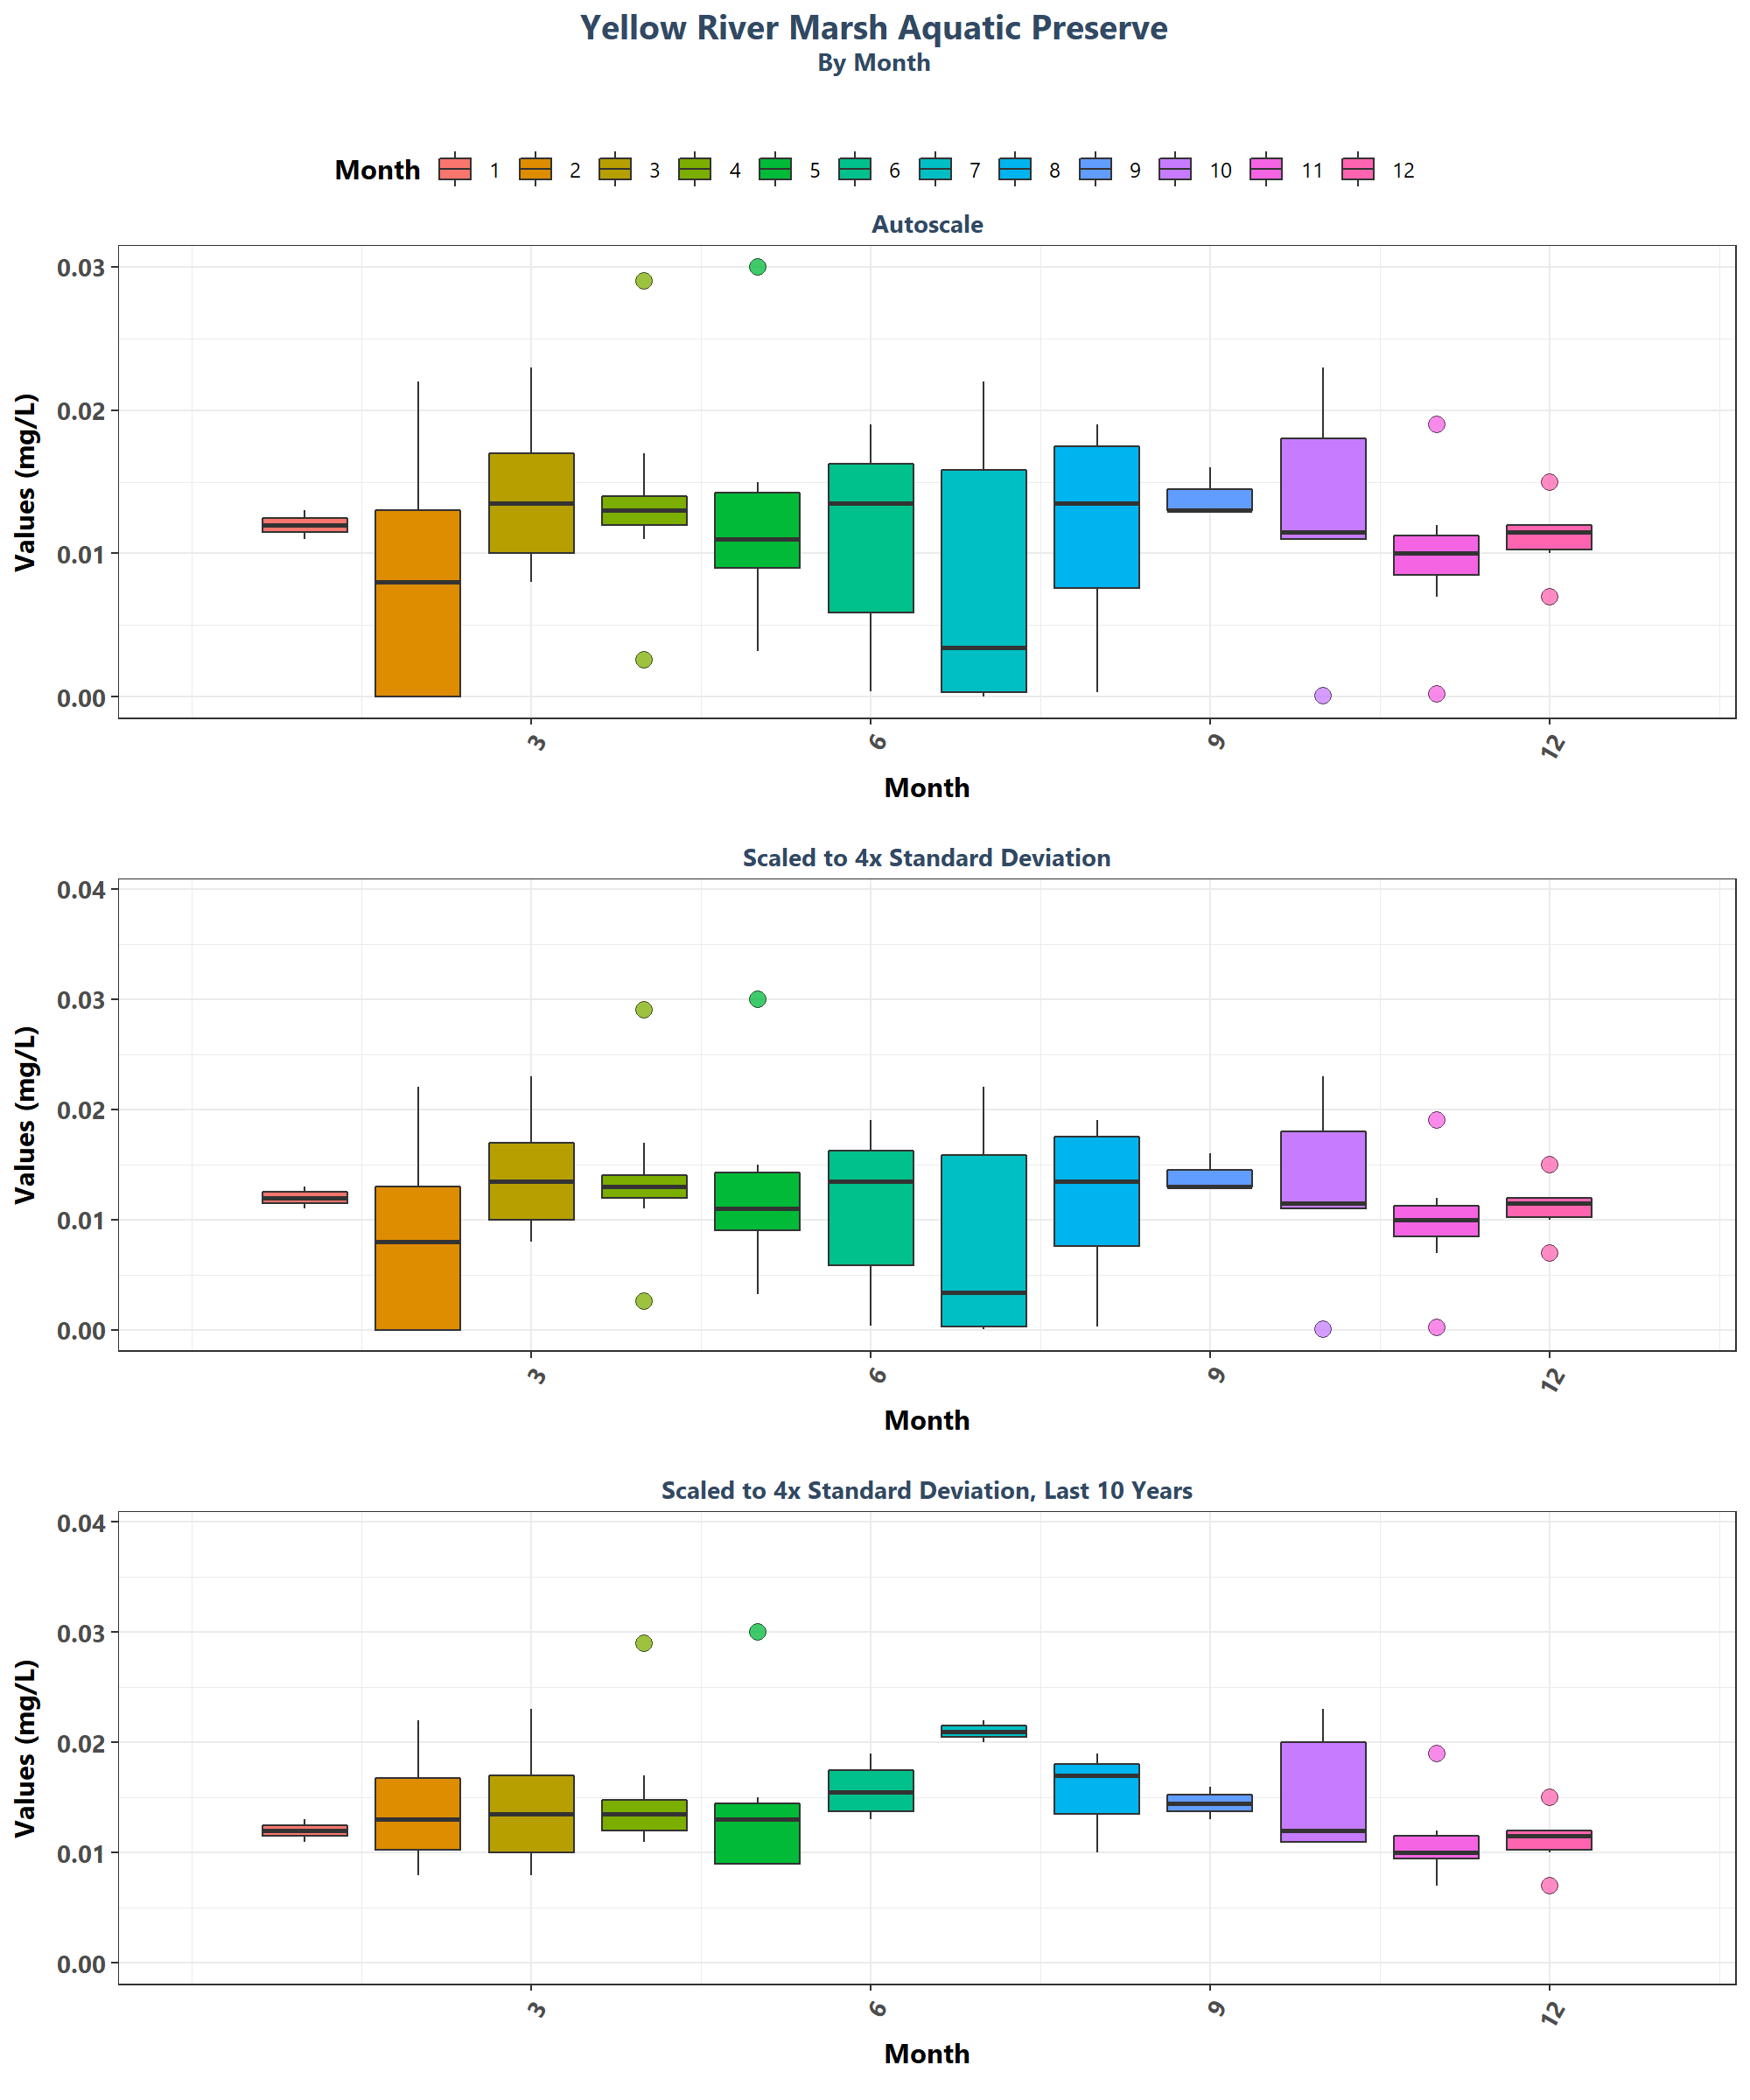 Yellow River Marsh Aquatic Preserve
By Month
Month 1 2 3 4 5 6 7 8 9 10 11 12
Autoscale
Values (mg/L)
0.03
0.02
0.01
0.00
3 6 9 12
Month
Scaled to 4x Standard Deviation
Values (mg/L)
0.04
0.03
0.02
0.01
0.00
3 6 9 12
Month
Scaled to 4x Standard Deviation, Last 10 Years
Values (mg/L)
0.04
0.03
0.02
0.01
0.00
3 6 9 12
Month